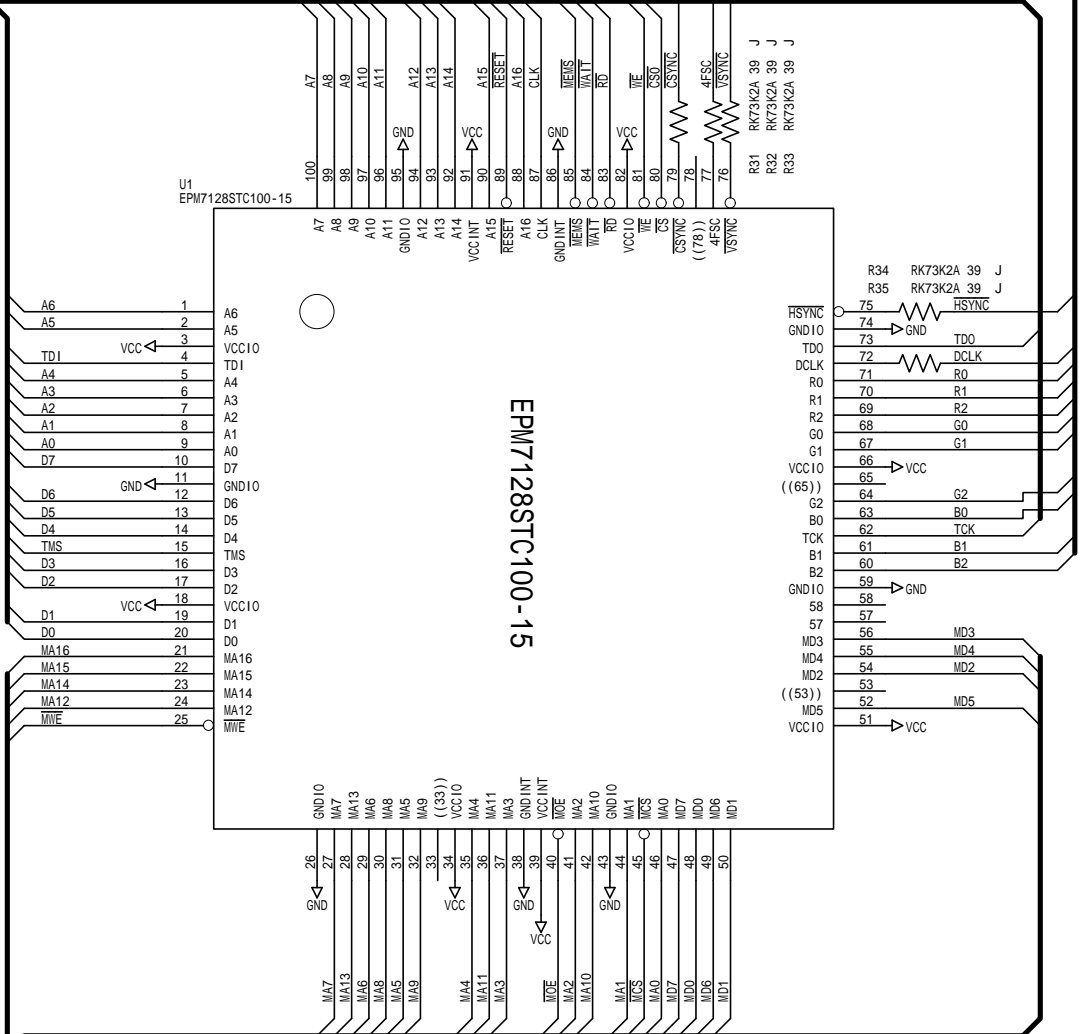 A7 A8 A9 A10 A11 A12 A13 A14 A15 RESET A16 CLK MEMS WAIT RD WE CS0 CSYNC 4FSC VSYNC
GND VCC GND VCC
R31 RK73K2A 39 J
R32 RK73K2A 39 J
R33 RK73K2A 39 J
100 99 98 97 96 95 94 93 92 91 90 89 88 87 86 85 84 83 82 81 80 79 78 77 76
U1
EPM7128STC100-15
A7 A8 A9 A10 A11 GNDIO A12 A13 A14 VCCINT A15 RESET A16 CLK GNDINT MEMS WAIT RD VCCIO WE CS CSYNC ((78)) 4FSC VSYNC
R34 RK73K2A 39 J
R35 RK73K2A 39 J
A6 1 A6
A5 2 A5
VCC 3 VCCIO
TDI 4 TDI
A4 5 A4
A3 6 A3
A2 7 A2
A1 8 A1
A0 9 A0
D7 10 D7
GND 11 GNDIO
D6 12 D6
D5 13 D5
D4 14 D4
TMS 15 TMS
D3 16 D3
D2 17 D2
VCC 18 VCCIO
D1 19 D1
D0 20 D0
MA16 21 MA16
MA15 22 MA15
MA14 23 MA14
MA12 24 MA12
MWE 25 MWE
EPM7128STC100-15
HSYNC 75 HSYNC
GNDIO 74 GND
TDO 73 TDO
DCLK 72 DCLK
R0 71 R0
R1 70 R1
R2 69 R2
G0 68 G0
G1 67 G1
VCCIO 66 VCC
((65)) 65
G2 64 G2
B0 63 B0
TCK 62 TCK
B1 61 B1
B2 60 B2
GNDIO 59 GND
58 58
57 57
MD3 56 MD3
MD4 55 MD4
MD2 54 MD2
((53)) 53
MD5 52 MD5
VCCIO 51 VCC
GNDIO MA7 MA13 MA6 MA8 MA5 MA9 ((33)) VCCIO MA4 MA11 MA3 GNDINT VCCINT MOE MA2 MA10 GNDIO MA1 MCS MA0 MD7 MD0 MD6 MD1
26 27 28 29 30 31 32 33 34 35 36 37 38 39 40 41 42 43 44 45 46 47 48 49 50
GND VCC GND VCC GND
MA7 MA13 MA6 MA8 MA5 MA9 MA4 MA11 MA3 MOE MA2 MA10 MA1 MCS MA0 MD7 MD0 MD6 MD1